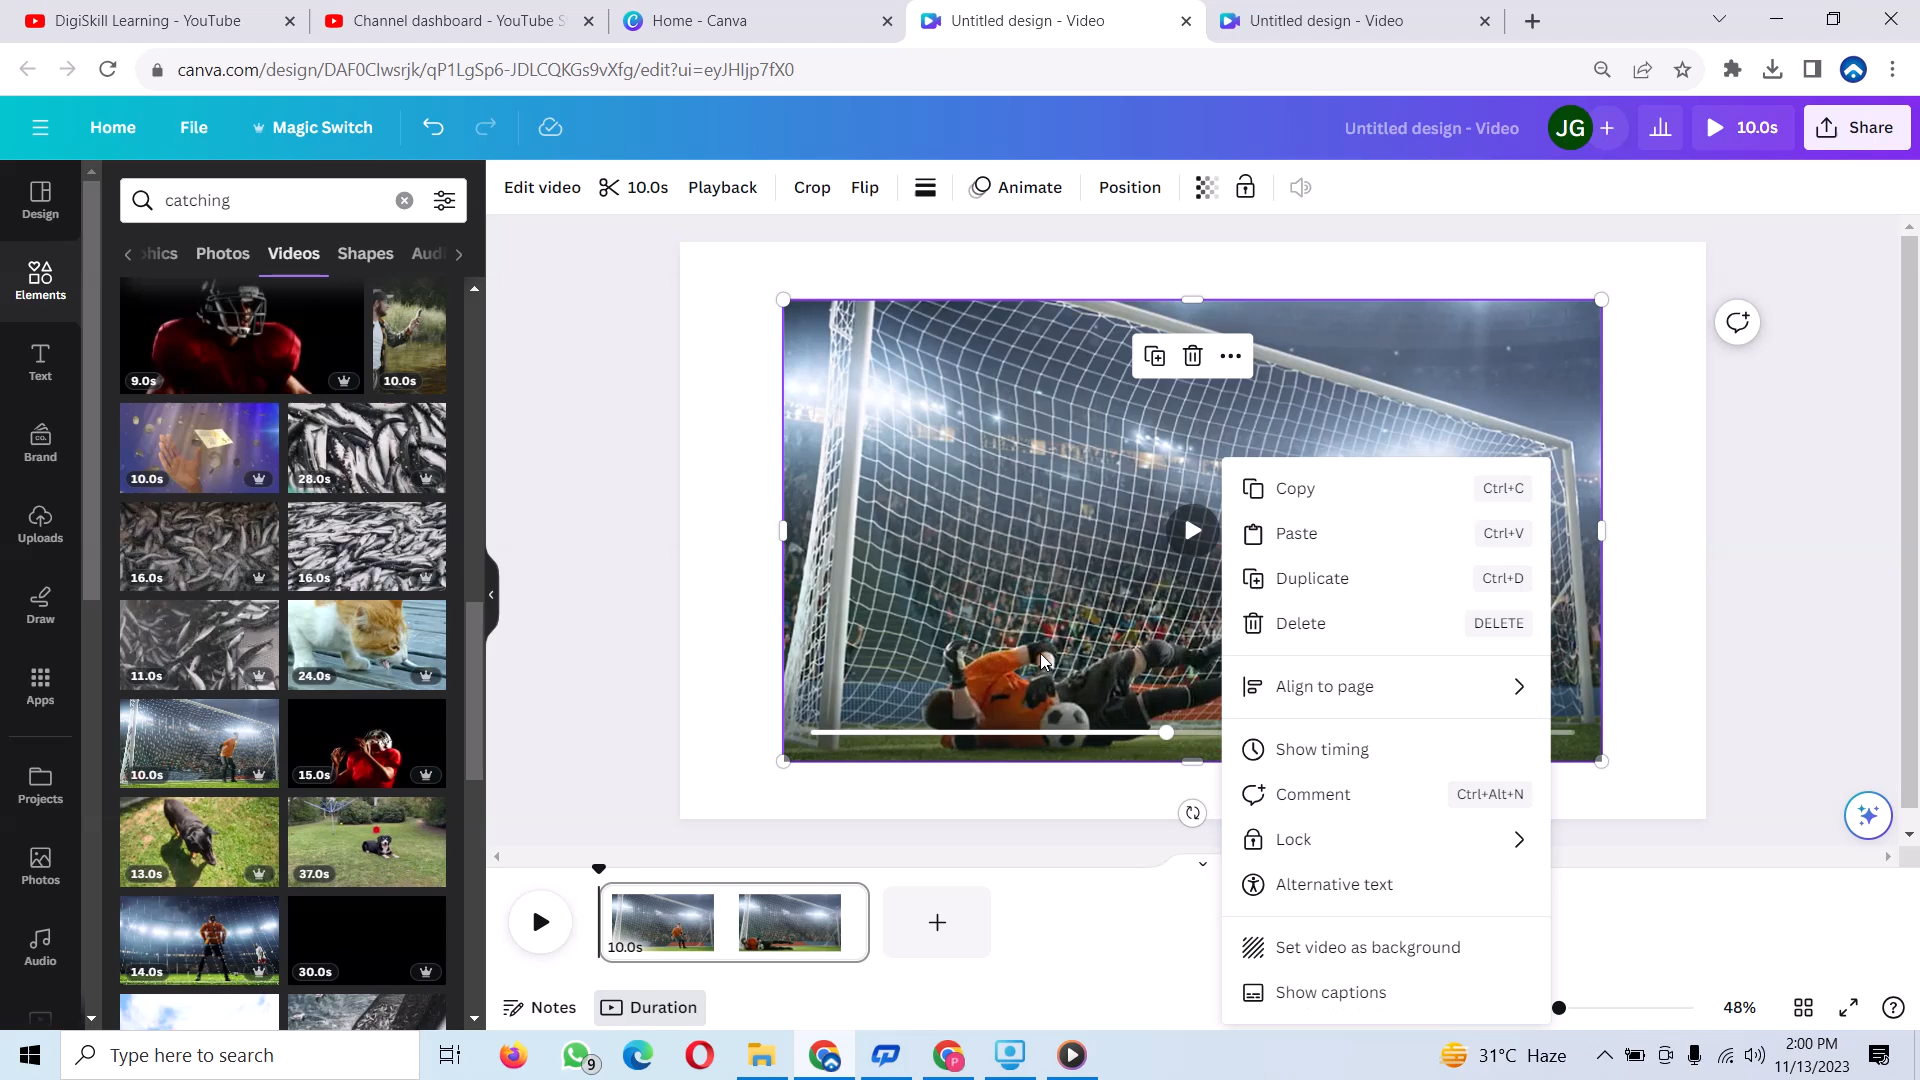 DigiSkill Learning - YouTube
Channel dashboard - YouTube S
Home - Canva
Untitled design - Video
Untitled design - Video
canva.com/design/DAF0Clwsrjk/qP1LgSp6-JDLCQKGs9vXfg/edit?ui=eyJHIjp7fX0
Home File Magic Switch
Untitled design - Video JG 10.0s Share
Design
Elements
Text
CO.
Brand
Uploads
Draw
Apps
Projects
Photos
Audio
catching
hics Photos Videos Shapes Audi
9.0s 10.0s
10.0s 28.0s
16.0s 16.0s
11.0s 24.0s
10.0s 15.0s
13.0s 37.0s
14.0s 30.0s
Edit video 10.0s Playback Crop Flip Animate Position
Copy Ctrl+C
Paste Ctrl+V
Duplicate Ctrl+D
Delete DELETE
Align to page
Show timing
Comment Ctrl+Alt+N
Lock
Alternative text
Set video as background
Show captions
10.0s
Notes Duration 48%
Type here to search
9
P
31°C Haze
2:00 PM
11/13/2023